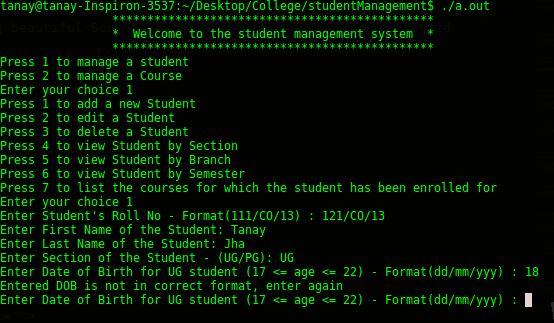 tanay@tanay-Inspiron-3537:~/Desktop/College/studentManagement$ ./a.out
**********************************************
* Welcome to the student management system *
**********************************************
Press 1 to manage a student
Press 2 to manage a Course
Enter your choice 1
Press 1 to add a new Student
Press 2 to edit a Student
Press 3 to delete a Student
Press 4 to view Student by Section
Press 5 to view Student by Branch
Press 6 to view Student by Semester
Press 7 to list the courses for which the student has been enrolled for
Enter your choice 1
Enter Student's Roll No - Format(111/CO/13) : 121/CO/13
Enter First Name of the Student: Tanay
Enter Last Name of the Student: Jha
Enter Section of the Student - (UG/PG): UG
Enter Date of Birth for UG student (17 <= age <= 22) - Format(dd/mm/yyy) : 18
Entered DOB is not in correct format, enter again
Enter Date of Birth for UG student (17 <= age <= 22) - Format(dd/mm/yyy) :